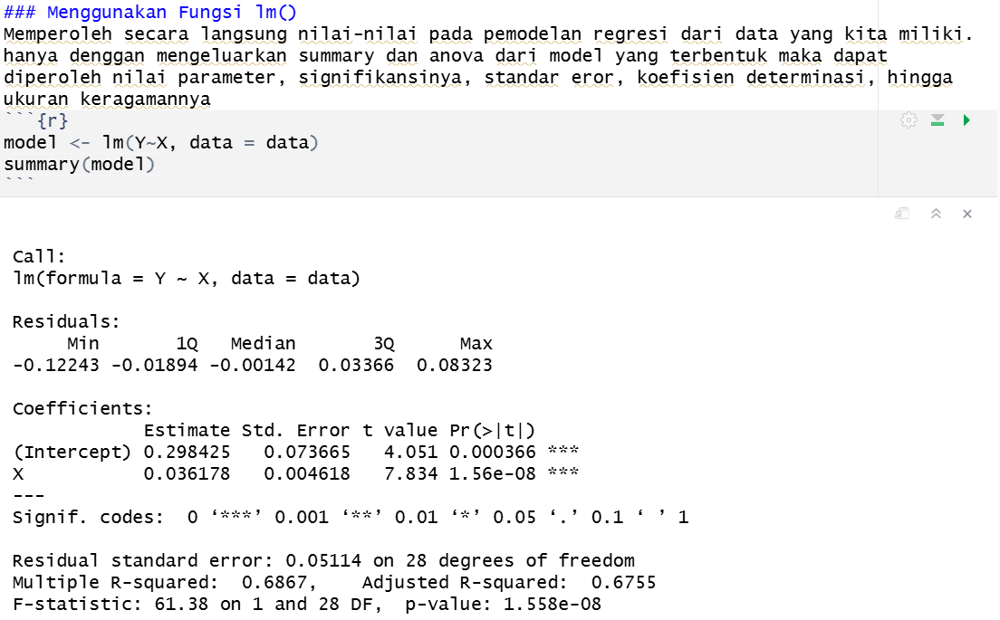 ### Menggunakan Fungsi lm()
Memperoleh secara langsung nilai-nilai pada pemodelan regresi dari data yang kita miliki.
hanya denggan mengeluarkan summary dan anova dari model yang terbentuk maka dapat
diperoleh nilai parameter, signifikansinya, standar eror, koefisien determinasi, hingga
ukuran keragamannya
```{r}
model <- lm(Y~X, data = data)
summary(model)
```
Call:
lm(formula = Y ~ X, data = data)
Residuals:
Min 1Q Median 3Q Max
-0.12243 -0.01894 -0.00142 0.03366 0.08323
Coefficients:
Estimate Std. Error t value Pr(>|t|)
(Intercept) 0.298425 0.073665 4.051 0.000366 ***
X 0.036178 0.004618 7.834 1.56e-08 ***
---
Signif. codes: 0 ‘***’ 0.001 ‘**’ 0.01 ‘*’ 0.05 ‘.’ 0.1 ‘ ’ 1
Residual standard error: 0.05114 on 28 degrees of freedom
Multiple R-squared: 0.6867, Adjusted R-squared: 0.6755
F-statistic: 61.38 on 1 and 28 DF, p-value: 1.558e-08